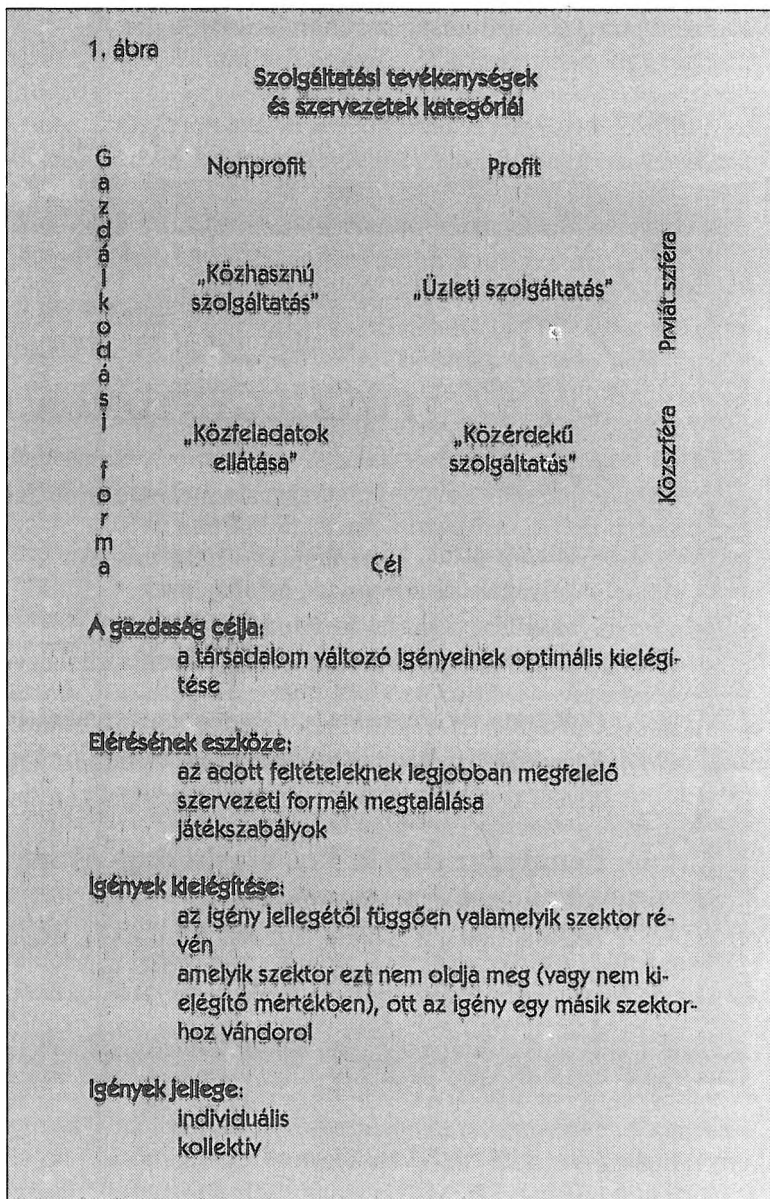 1. ábra
Szolgáltatási tevékenységek
és szervezetek kategóriái
Gazdálkodási forma
Nonprofit Profit
„Közhasznú
szolgáltatás"
„Üzleti szolgáltatás"
Prviát szféra
„Közfeladatok
ellátása"
„Közérdekű
szolgáltatás"
Közszféra
Cél
A gazdaság célja:
a társadalom változó igényeinek optimális kielégí-
tése
Elérésének eszköze:
az adott feltételeknek legjobban megfelelő
szervezeti formák megtalálása
játékszabályok
Igények kielégítése:
az igény jellegétől függően valamelyik szektor ré-
vén
amelyik szektor ezt nem oldja meg (vagy nem ki-
elégítő mértékben), ott az igény egy másik szektor-
hoz vándorol
Igények jellege:
individuális
kollektív